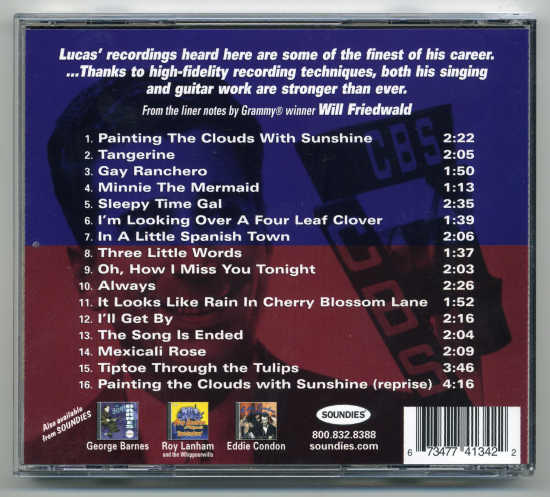 Lucas' recordings heard here are some of the finest of his career.
...Thanks to high-fidelity recording techniques, both his singing
and guitar work are stronger than ever.
From the liner notes by Grammy® winner Will Friedwald
1. Painting The Clouds With Sunshine 2:22
2. Tangerine 2:05
3. Gay Ranchero 1:50
4. Minnie The Mermaid 1:13
5. Sleepy Time Gal 2:35
6. I'm Looking Over A Four Leaf Clover 1:39
7. In A Little Spanish Town 2:06
8. Three Little Words 1:37
9. Oh, How I Miss You Tonight 2:03
10. Always 2:26
11. It Looks Like Rain In Cherry Blossom Lane 1:52
12. I'll Get By 2:16
13. The Song Is Ended 2:04
14. Mexicali Rose 2:09
15. Tiptoe Through the Tulips 3:46
16. Painting the Clouds with Sunshine (reprise) 4:16
CBS
CBS
Also available
from SOUNDIES
George Barnes
Roy Lanham
and the Whippoorwills
Eddie Condon
SOUNDIES
800.832.8388
soundies.com
6 73477 41342 2